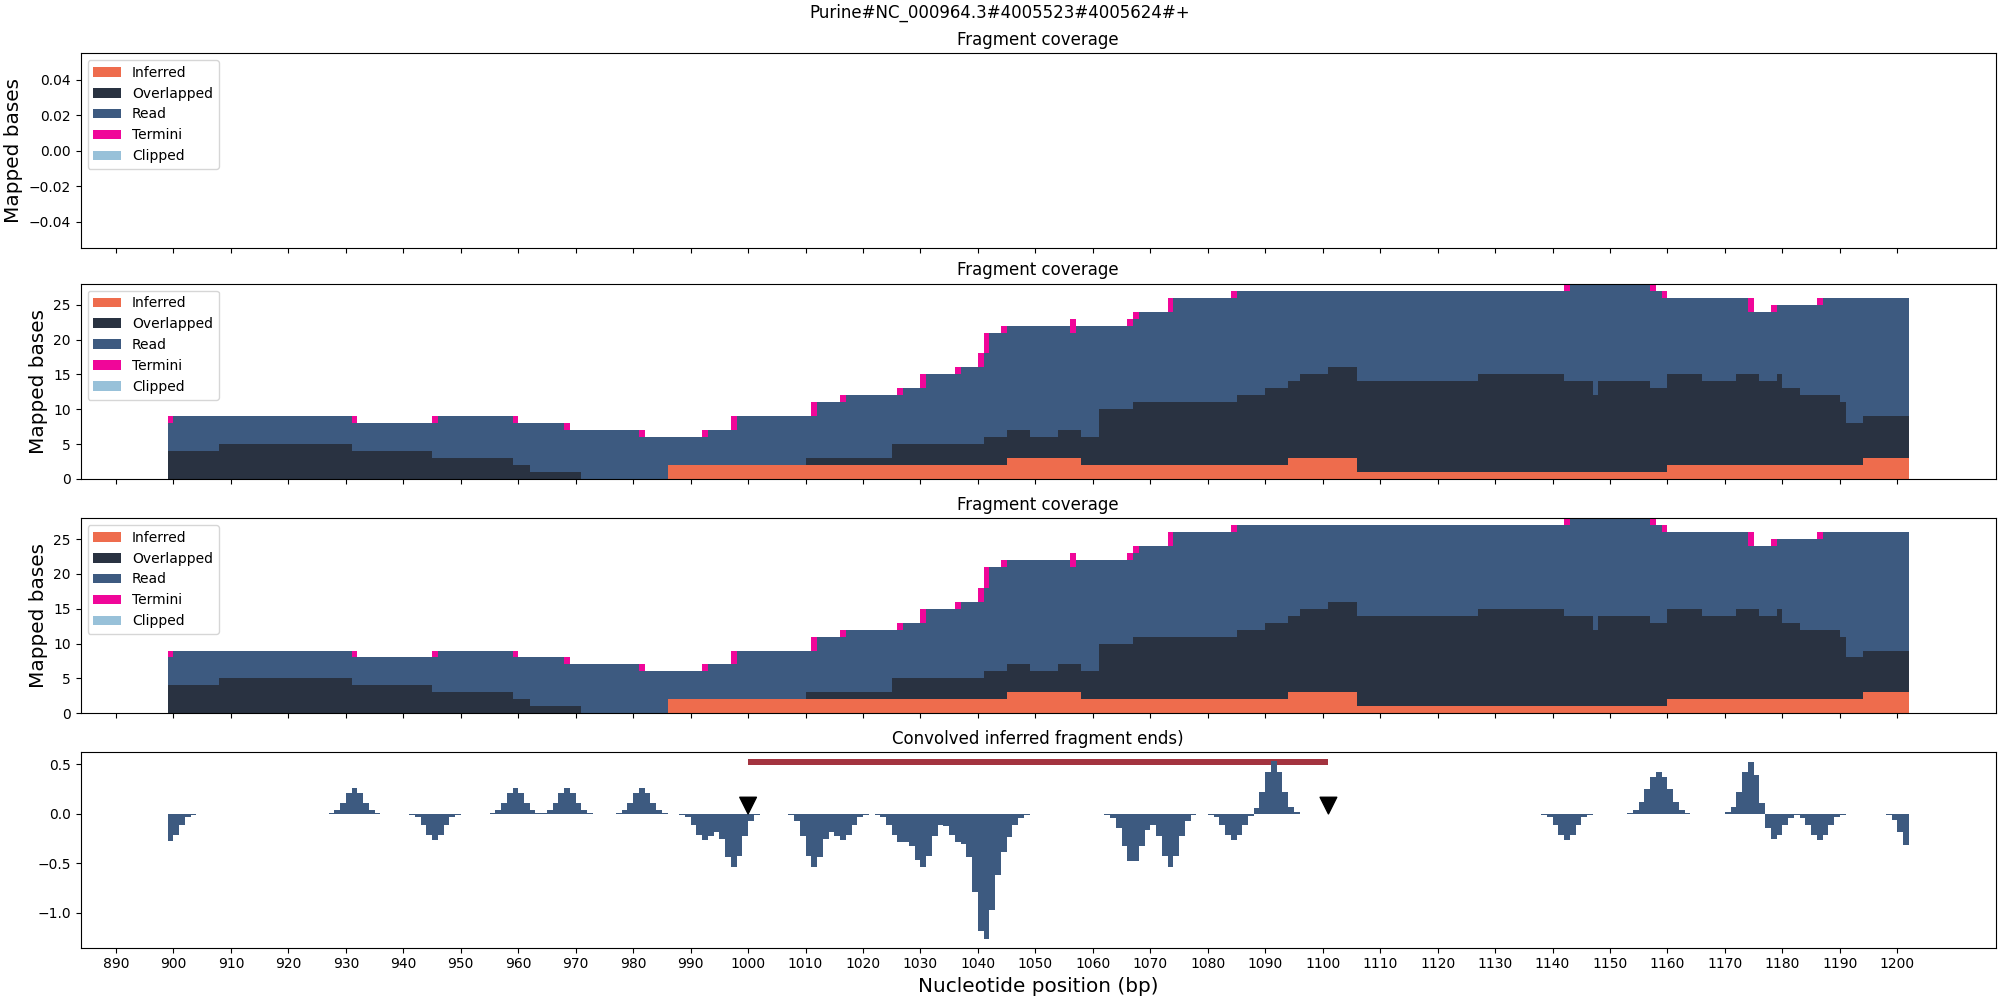 Purine#NC_000964.3#4005523#4005624#+
Fragment coverage
Mapped bases
0.04
0.02
0.00
−0.02
−0.04
Inferred
Overlapped
Read
Termini
Clipped
Fragment coverage
Mapped bases
25
20
15
10
5
0
Inferred
Overlapped
Read
Termini
Clipped
Fragment coverage
Mapped bases
25
20
15
10
5
0
Inferred
Overlapped
Read
Termini
Clipped
Convolved inferred fragment ends)
0.5
0.0
−0.5
−1.0
890 900 910 920 930 940 950 960 970 980 990 1000 1010 1020 1030 1040 1050 1060 1070 1080 1090 1100 1110 1120 1130 1140 1150 1160 1170 1180 1190 1200
Nucleotide position (bp)